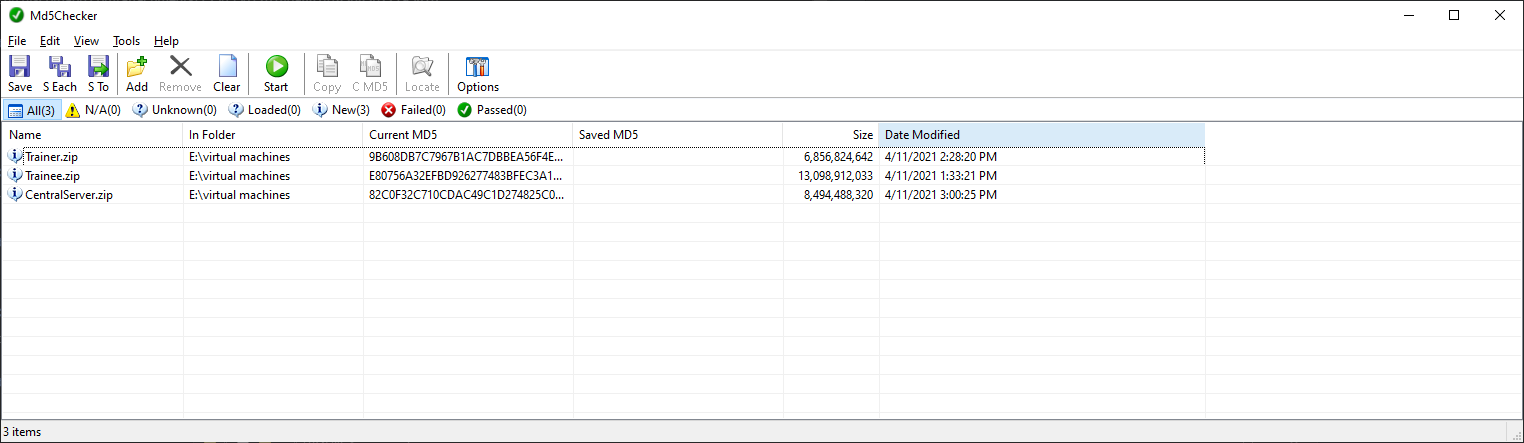 Md5Checker
File Edit View Tools Help
Save S Each S To Add Remove Clear Start Copy C MD5 Locate Options
All(3) N/A(0) Unknown(0) Loaded(0) New(3) Failed(0) Passed(0)
Name In Folder Current MD5 Saved MD5 Size Date Modified
Trainer.zip E:\virtual machines 9B608DB7C7967B1AC7DBBEA56F4E... 6,856,824,642 4/11/2021 2:28:20 PM
Trainee.zip E:\virtual machines E80756A32EFBD926277483BFEC3A1... 13,098,912,033 4/11/2021 1:33:21 PM
CentralServer.zip E:\virtual machines 82C0F32C710CDAC49C1D274825C0... 8,494,488,320 4/11/2021 3:00:25 PM
3 items